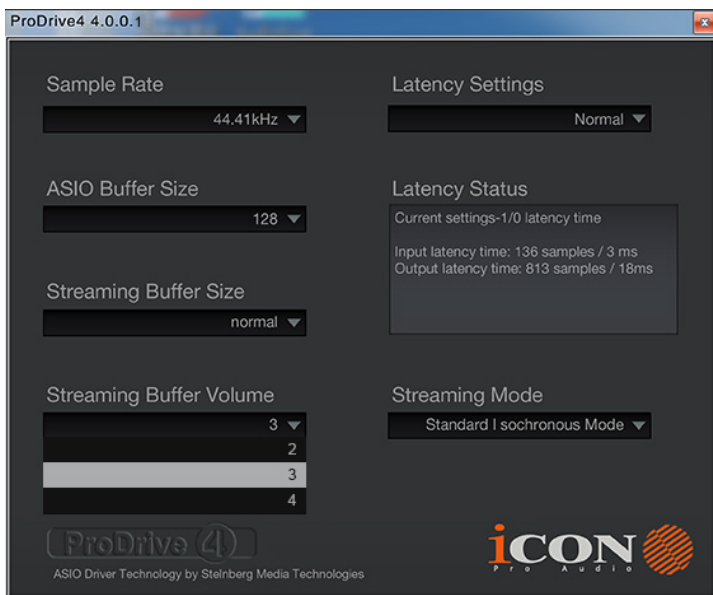 ProDrive4 4.0.0.1
Sample Rate
44.41kHz
ASIO Buffer Size
128
Streaming Buffer Size
normal
Streaming Buffer Volume
3
2
3
4
Latency Settings
Normal
Latency Status
Current settings-1/0 latency time
Input latency time: 136 samples / 3 ms
Output latency time: 813 samples / 18ms
Streaming Mode
Standard I sochronous Mode
ProDrive 4
ASIO Driver Technology by Stelnberg Media Technologies
iCON
Pro Audio